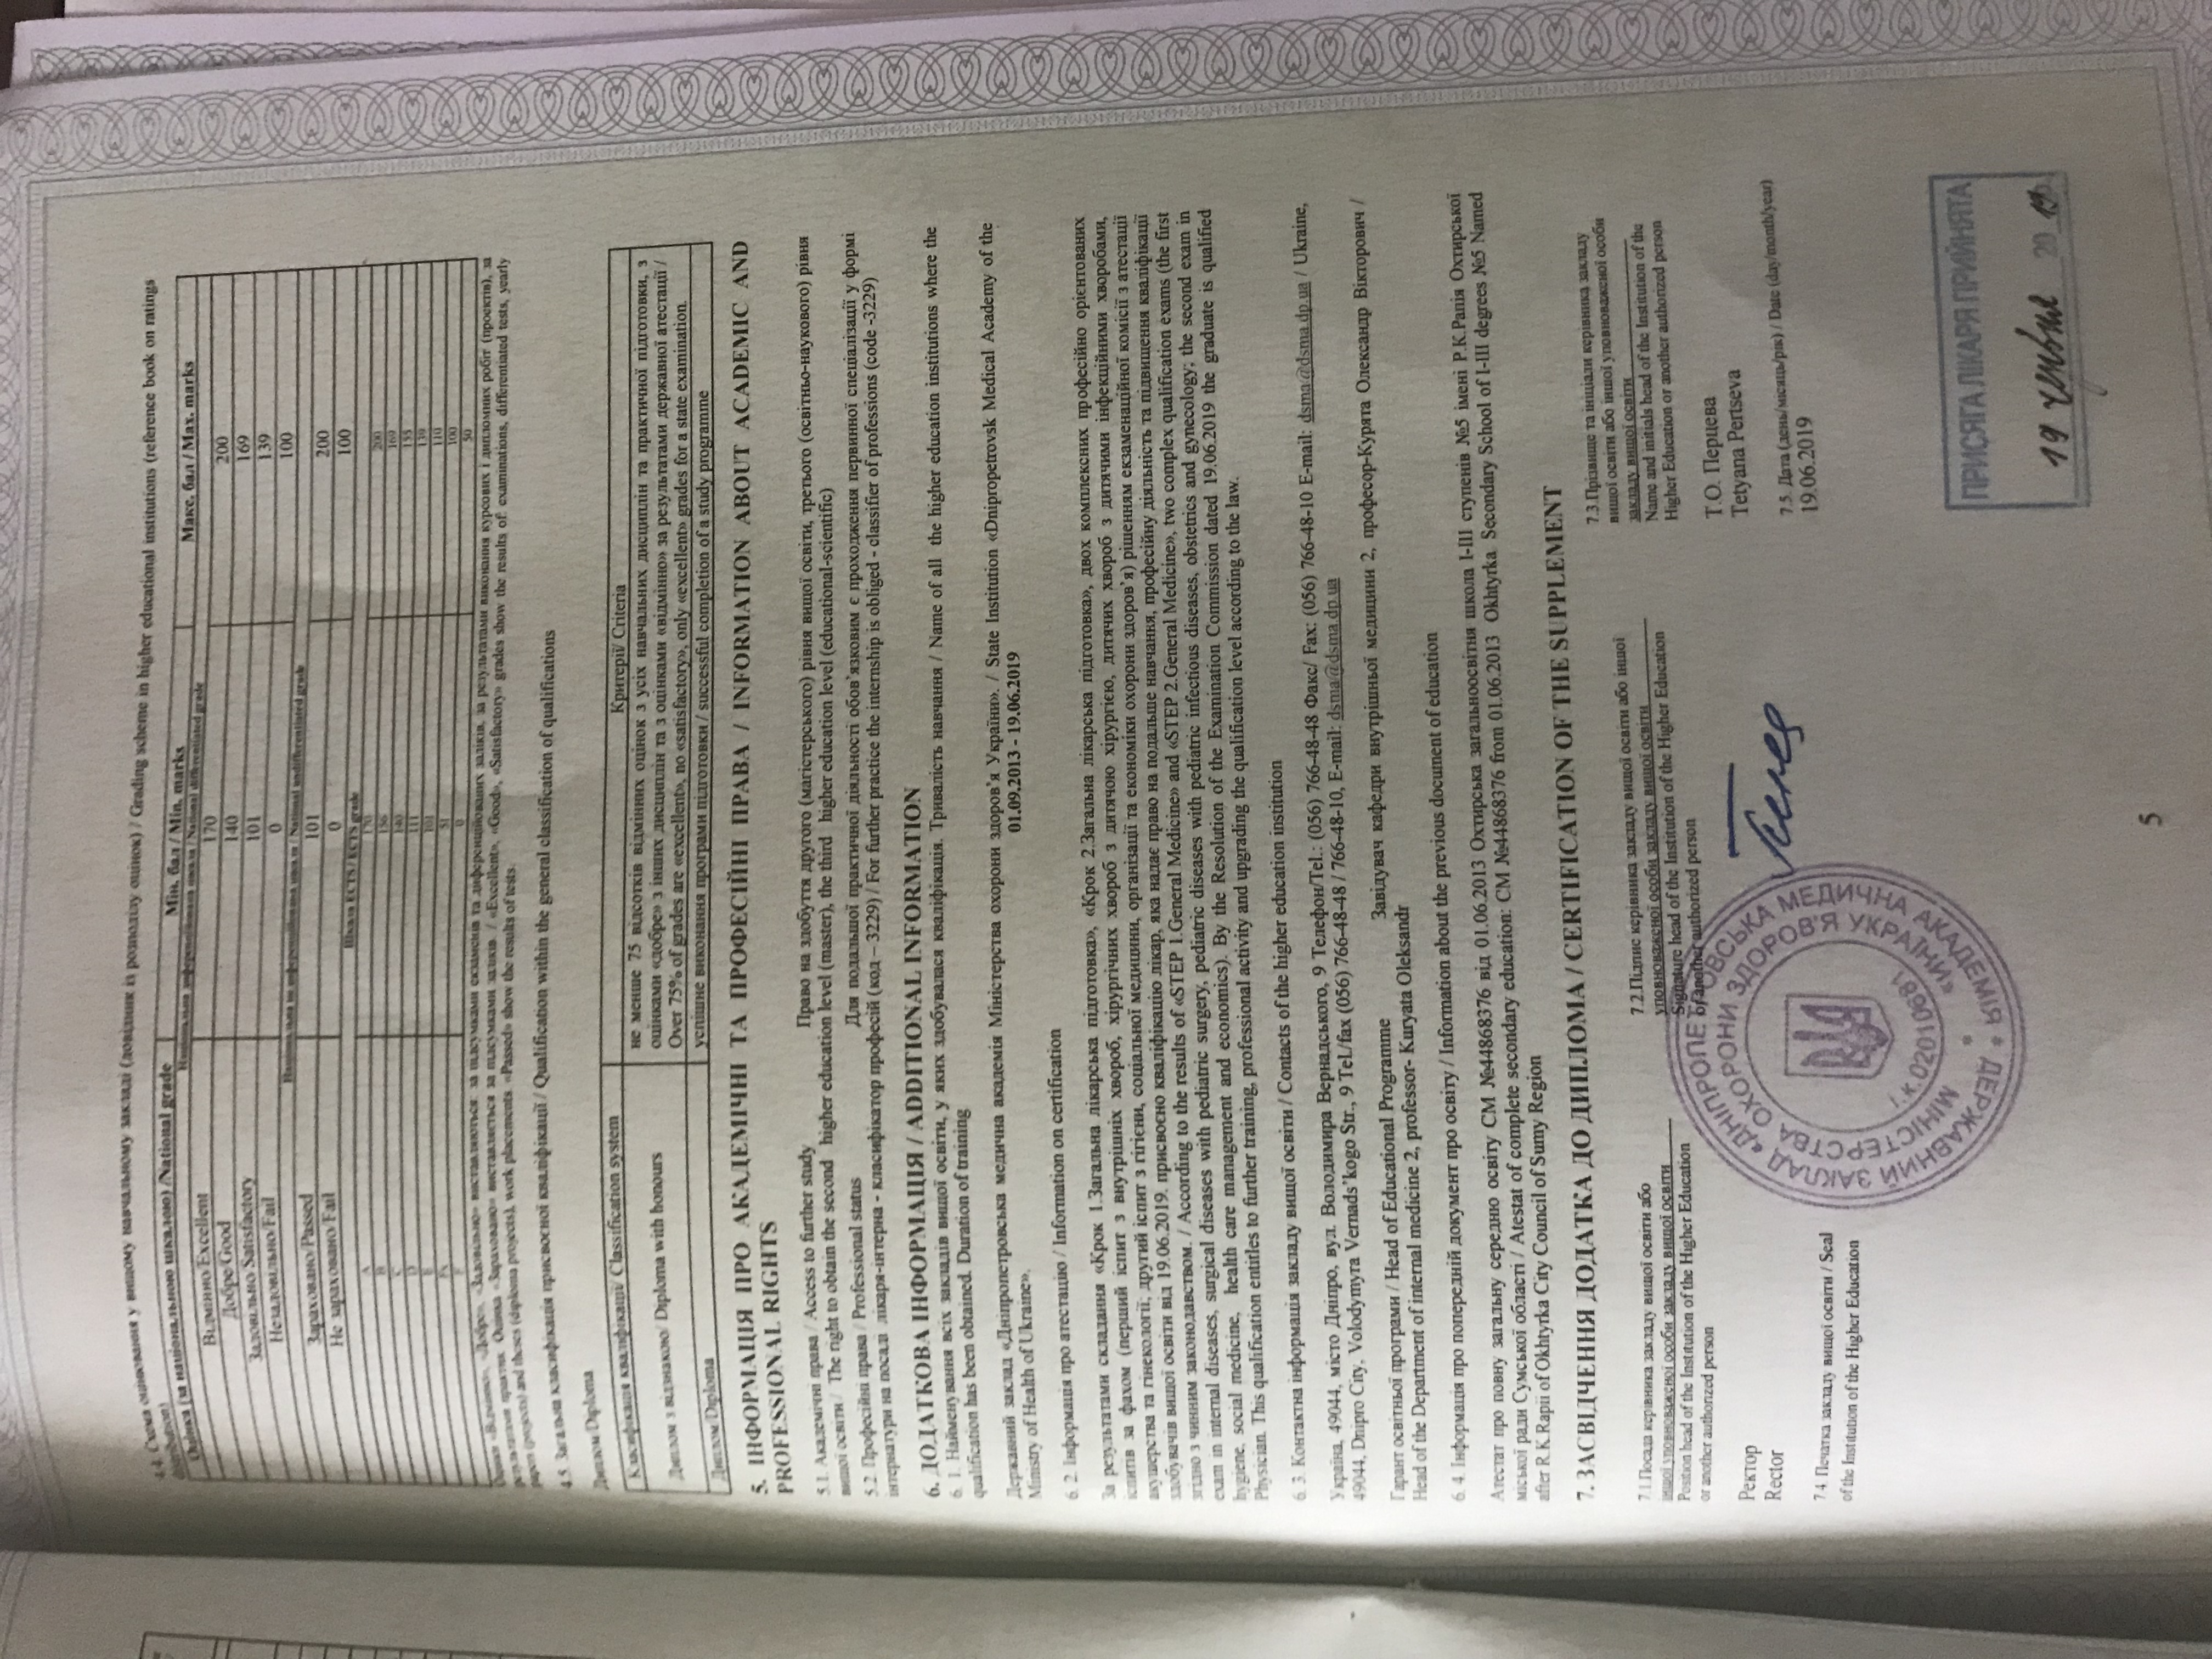 4.4. Схема оцінювання у вищому навчальному закладі (довідник із розподілу оцінок) / Grading scheme in higher educational institutions (reference book on ratings
distribution)
Оцінка (за національною шкалою) /National grade Мін. бал / Min. marks Макс. бал / Max. marks
Національна диференційована шкала / National differentiated grade
Відмінно/Excellent 170 200
Добре/Good 140 169
Задовільно/Satisfactory 101 139
Незадовільно/Fail 0 100
Національна недиференційована шкала / National undifferentiated grade
Зараховано/Passed 101 200
Не зараховано/Fail 0 100
Шкала ECTS / ECTS grade
A 170 200
B 156 169
C 140 155
D 111 139
E 101 110
Fx 51 100
F 0 50
Оцінки «Відмінно», «Добре», «Задовільно» виставляються: за підсумками екзаменів та диференційованих заліків, за результатами виконання курсових і дипломних робіт (проектів), за
результатами практик. Оцінка «Зараховано» виставляється за підсумками заліків. / «Excellent», «Good», «Satisfactory» grades show the results of: examinations, differentiated tests, yearly
papers (projects) and theses (diploma projects), work placements. «Passed» show the results of tests.
4.5. Загальна класифікація присвоєної кваліфікації / Qualification within the general classification of qualifications
Диплом/Diploma
Класифікація кваліфікації/ Classification system Критерії/ Criteria
Диплом з відзнакою/ Diploma with honours не менше 75 відсотків відмінних оцінок з усіх навчальних дисциплін та практичної підготовки, з
оцінками «добре» з інших дисциплін та з оцінками «відмінно» за результатами державної атестації /
Over 75% of grades are «excellent», no «satisfactory», only «excellent» grades for a state examination.
Диплом/Diploma успішне виконання програми підготовки / successful completion of a study programme
5. ІНФОРМАЦІЯ ПРО АКАДЕМІЧНІ ТА ПРОФЕСІЙНІ ПРАВА / INFORMATION ABOUT ACADEMIC AND
PROFESSIONAL RIGHTS
5.1. Академічні права / Access to further study Право на здобуття другого (магістерського) рівня вищої освіти, третього (освітньо-наукового) рівня
вищої освіти / The right to obtain the second higher education level (master), the third higher education level (educational-scientific)
5.2. Професійні права / Professional status Для подальшої практичної діяльності обов'язковим є проходження первинної спеціалізації у формі
інтернатури на посаді лікаря-інтерна - класифікатор професій (код – 3229) / For further practice the internship is obliged - classifier of professions (code -3229)
6. ДОДАТКОВА ІНФОРМАЦІЯ / ADDITIONAL INFORMATION
6. 1. Найменування всіх закладів вищої освіти, у яких здобувалася кваліфікація. Тривалість навчання / Name of all the higher education institutions where the
qualification has been obtained. Duration of training
Державний заклад «Дніпропетровська медична академія Міністерства охорони здоров'я України». / State Institution «Dnipropetrovsk Medical Academy of the
Ministry of Health of Ukraine». 01.09.2013 - 19.06.2019
6. 2. Інформація про атестацію / Information on certification
За результатами складання «Крок 1.Загальна лікарська підготовка», «Крок 2.Загальна лікарська підготовка», двох комплексних професійно орієнтованих
іспитів за фахом (перший іспит з внутрішніх хвороб, хірургічних хвороб з дитячою хірургією, дитячих хвороб з дитячими інфекційними хворобами,
акушерства та гінекології; другий іспит з гігієни, соціальної медицини, організації та економіки охорони здоров'я) рішенням екзаменаційної комісії з атестації
здобувачів вищої освіти від 19.06.2019. присвоєно кваліфікацію лікар, яка надає право на подальше навчання, професійну діяльність та підвищення кваліфікації
згідно з чинним законодавством. / According to the results of «STEP 1.General Medicine» and «STEP 2.General Medicine», two complex qualification exams (the first
exam in internal diseases, surgical diseases with pediatric surgery, pediatric diseases with pediatric infectious diseases, obstetrics and gynecology; the second exam in
hygiene, social medicine, health care management and economics). By the Resolution of the Examination Commission dated 19.06.2019 the graduate is qualified
Physician. This qualification entitles to further training, professional activity and upgrading the qualification level according to the law.
6. 3. Контактна інформація закладу вищої освіти / Contacts of the higher education institution
Україна, 49044, місто Дніпро, вул. Володимира Вернадського, 9 Телефон/Tel.: (056) 766-48-48 Факс/ Fax: (056) 766-48-10 E-mail: dsma@dsma.dp.ua / Ukraine,
49044, Dnipro City, Volodymyra Vernads'kogo Str., 9 Tel./fax (056) 766-48-48 / 766-48-10, E-mail: dsma@dsma.dp.ua
Гарант освітньої програми / Head of Educational Programme Завідувач кафедри внутрішньої медицини 2, професор-Курята Олександр Вікторович /
Head of the Department of internal medicine 2, professor- Kuryata Oleksandr
6. 4. Інформація про попередній документ про освіту / Information about the previous document of education
Атестат про повну загальну середню освіту СМ №44868376 від 01.06.2013 Охтирська загальноосвітня школа І-ІІІ ступенів №5 імені Р.К.Рапія Охтирської
міської ради Сумської області / Atestat of complete secondary education: CM №44868376 from 01.06.2013 Okhtyrka Secondary School of I-III degrees №5 Named
after R.K.Rapii of Okhtyrka City Council of Sumy Region
7. ЗАСВІДЧЕННЯ ДОДАТКА ДО ДИПЛОМА / CERTIFICATION OF THE SUPPLEMENT
7.1.Посада керівника закладу вищої освіти або
іншої уповноваженої особи закладу вищої освіти
Position head of the Institution of the Higher Education
or another authorized person
Ректор
Rector
7.2.Підпис керівника закладу вищої освіти або іншої
уповноваженої особи закладу вищої освіти
Signature head of the Institution of the Higher Education
or another authorized person
7.3.Прізвище та ініціали керівника закладу
вищої освіти або іншої уповноваженої особи
закладу вищої освіти
Name and initials head of the Institution of the
Higher Education or another authorized person
Т.О. Перцева
Tetyana Pertseva
7.4. Печатка закладу вищої освіти / Seal
of the Institution of the Higher Education
7.5. Дата (день/місяць/рік) / Date (day/month/year)
19.06.2019
ДЕРЖАВНИЙ ЗАКЛАД «ДНІПРОПЕТРОВСЬКА МЕДИЧНА АКАДЕМІЯ
МІНІСТЕРСТВА ОХОРОНИ ЗДОРОВ'Я УКРАЇНИ»
і.к. 02010681
ПРИСЯГА ЛІКАРЯ ПРИЙНЯТА
19 червня 2019
5